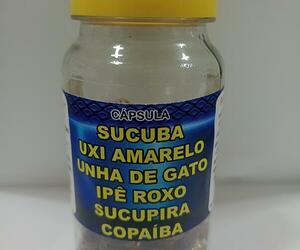 CÁPSULA
SUCUBA
UXI AMARELO
UNHA DE GATO
IPÊ ROXO
SUCUPIRA
COPAÍBA